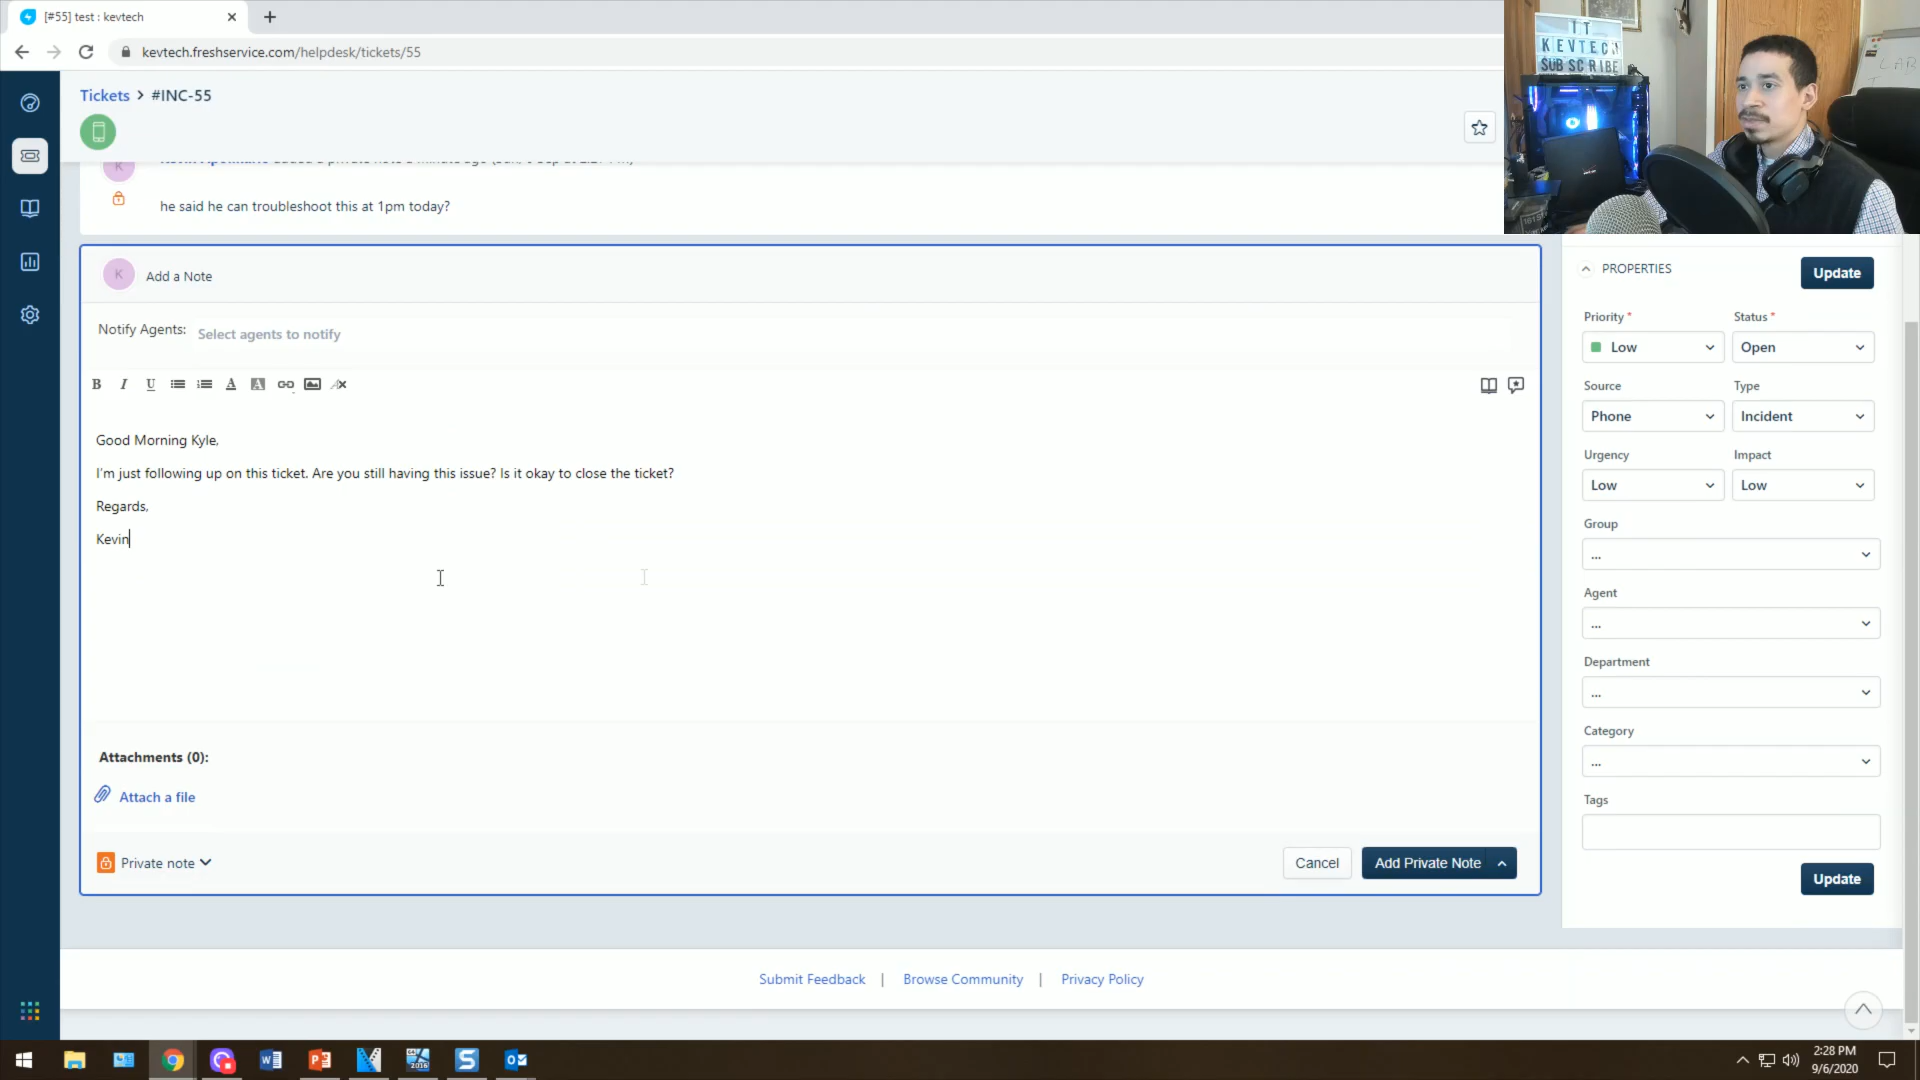 [#55] test : kevtech
kevtech.freshservice.com/helpdesk/tickets/55
IT
KEVTECH
SUBSCRIBE
Tickets > #INC-55
K
he said he can troubleshoot this at 1pm today?
K Add a Note
Notify Agents: Select agents to notify
B I U A A
Good Morning Kyle,
I'm just following up on this ticket. Are you still having this issue? Is it okay to close the ticket?
Regards,
Kevin
Attachments (0):
Attach a file
Private note
Cancel
Add Private Note
PROPERTIES
Update
Priority * Status *
Low Open
Source Type
Phone Incident
Urgency Impact
Low Low
Group
...
Agent
...
Department
...
Category
...
Tags
Update
Submit Feedback | Browse Community | Privacy Policy
2:28 PM
9/6/2020